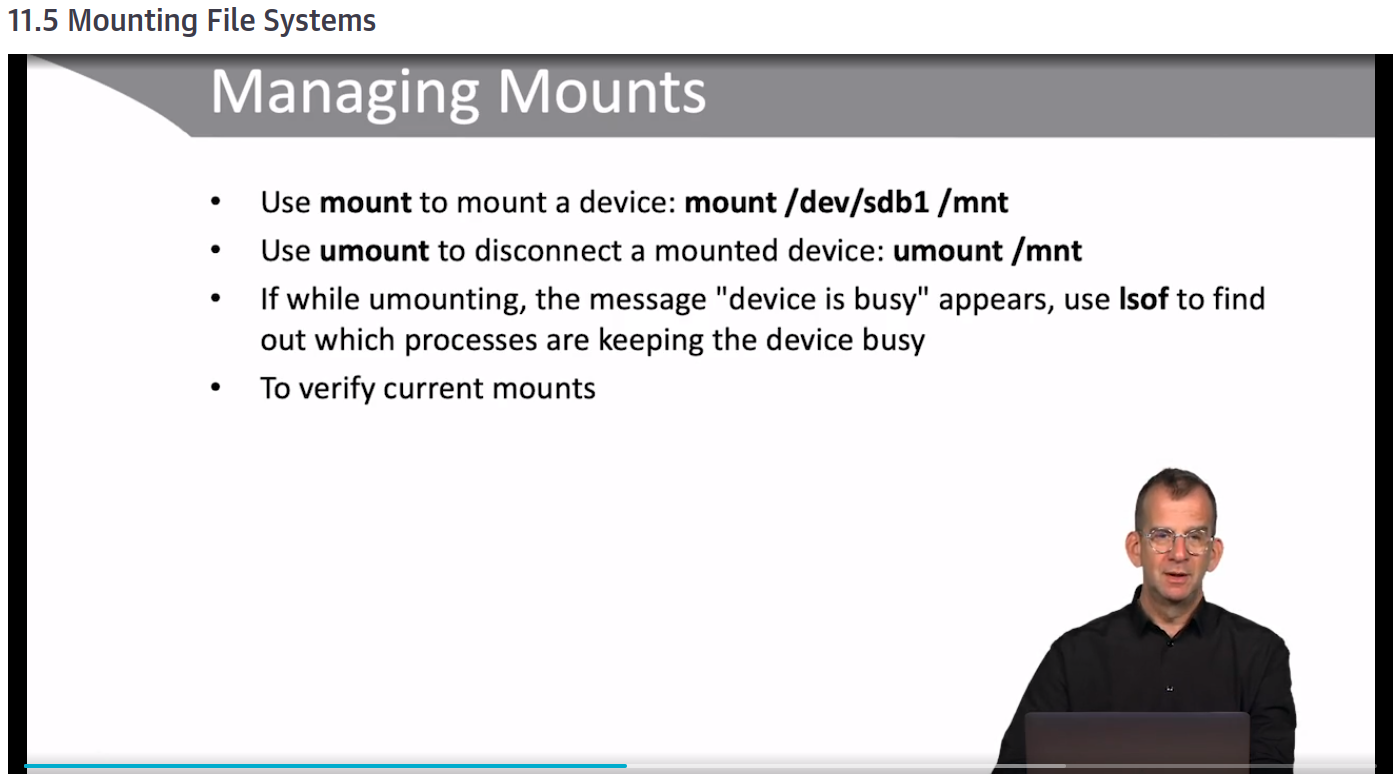 11.5 Mounting File Systems
Managing Mounts
• Use mount to mount a device: mount /dev/sdb1 /mnt
• Use umount to disconnect a mounted device: umount /mnt
• If while umounting, the message "device is busy" appears, use lsof to find
out which processes are keeping the device busy
• To verify current mounts